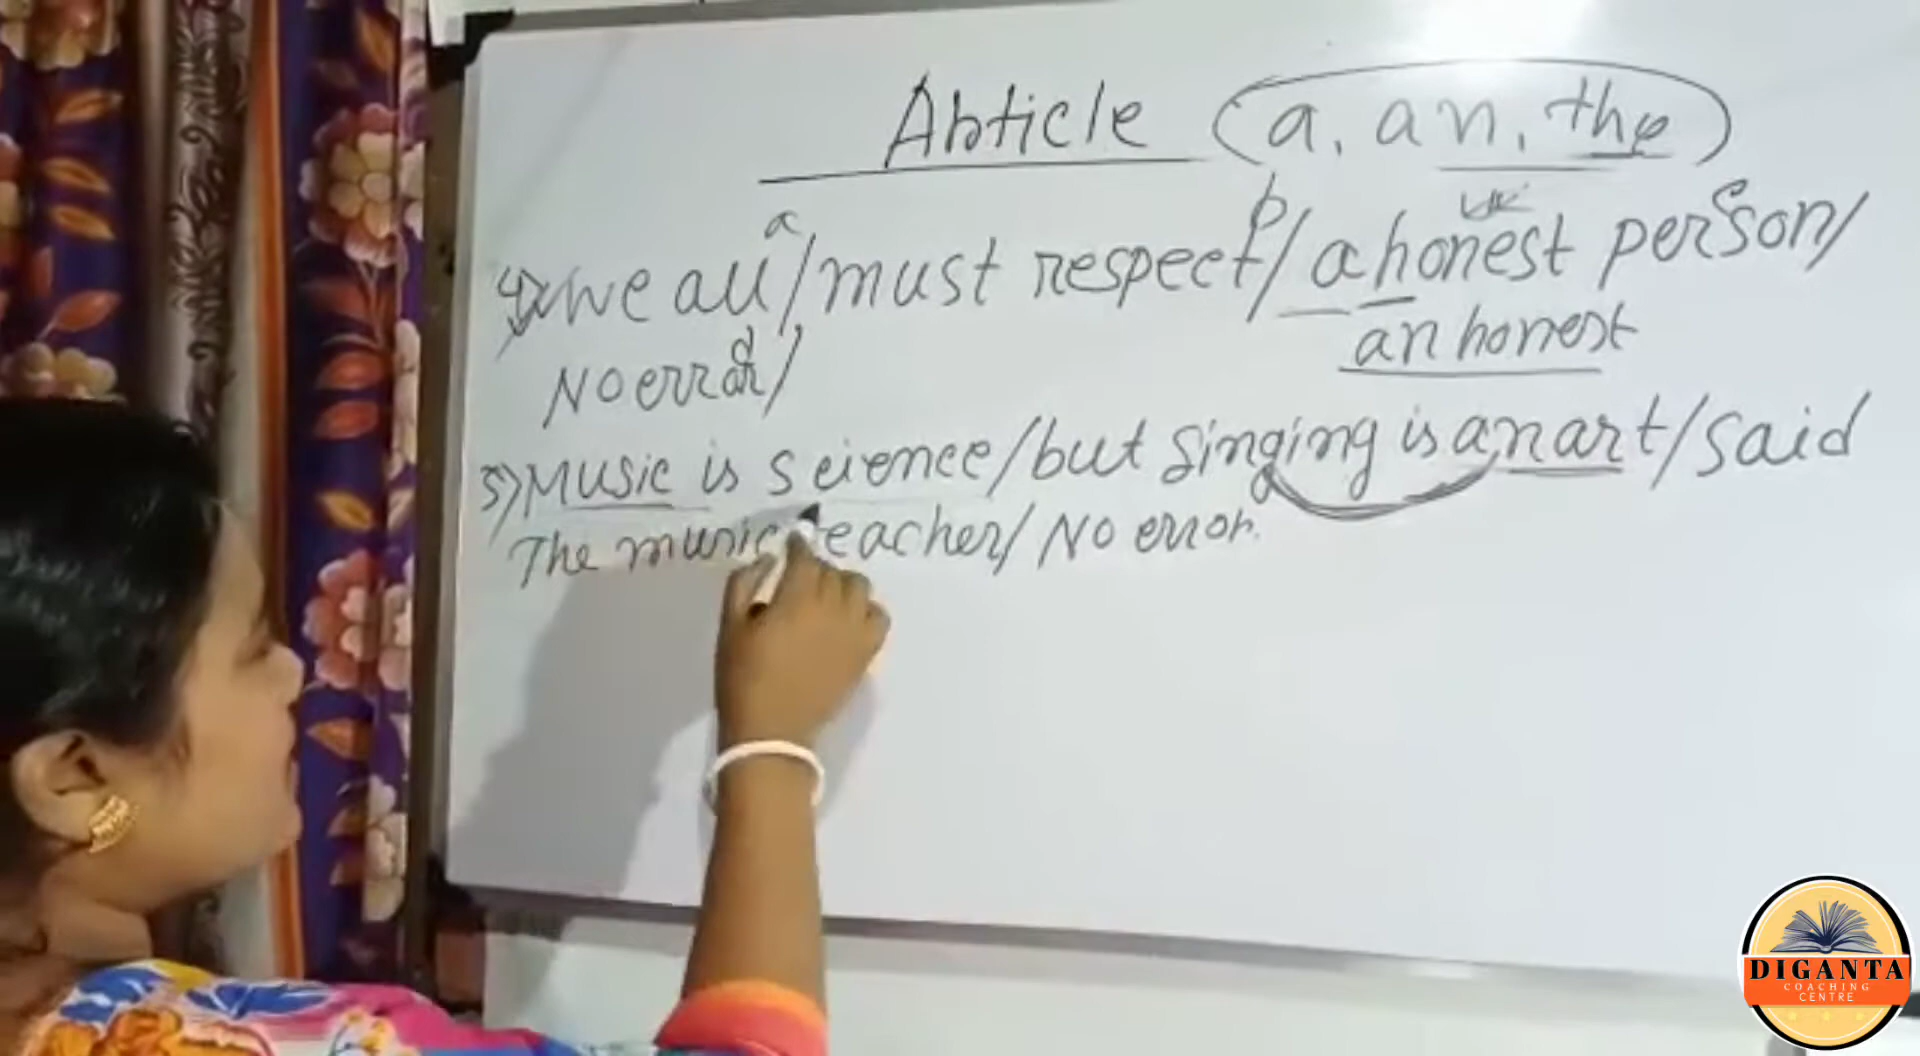 Article (a, an, the)
4) We all/must respect/a honest person/
a b c
an honest
No error/
d
5) Music is science/but singing is an art/said
The music teacher/No error.
DIGANTA
COACHING
CENTRE